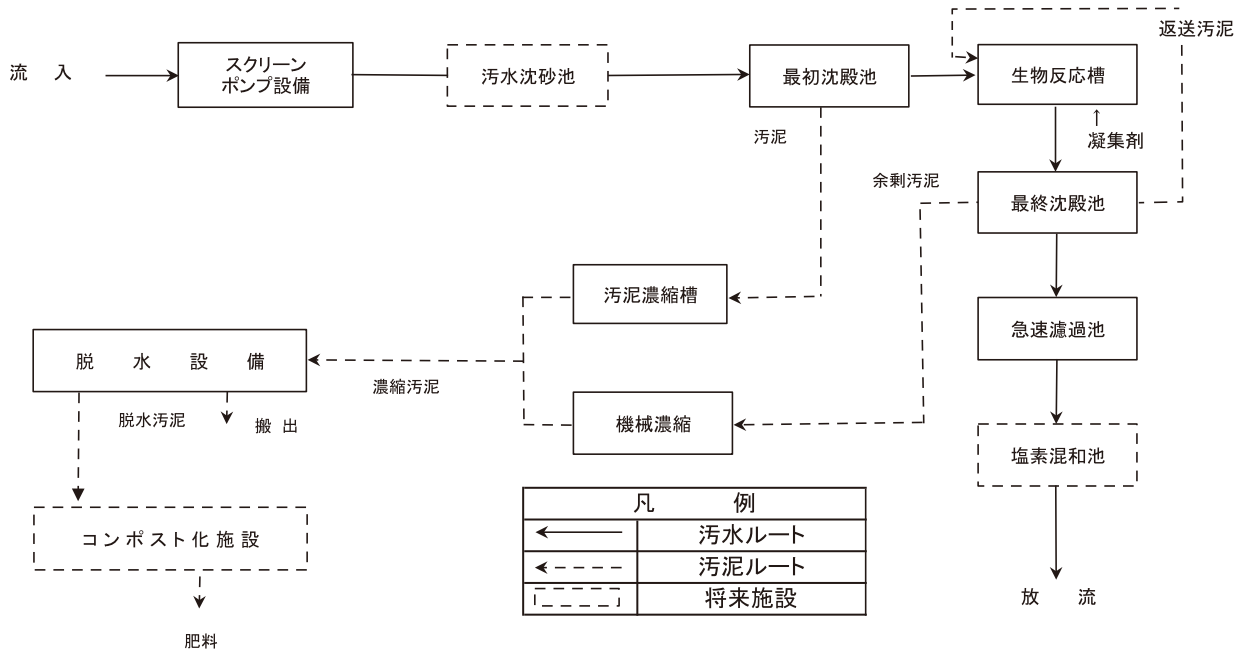 返送汚泥
流入
スクリーン
ポンプ設備
汚水沈砂池
最初沈殿池
生物反応槽
汚泥
↑
凝集剤
余剰汚泥
最終沈殿池
汚泥濃縮槽
急速濾過池
脱水設備
濃縮汚泥
脱水汚泥
搬出
機械濃縮
塩素混和池
凡例
汚水ルート
汚泥ルート
将来施設
コンポスト化施設
放流
肥料